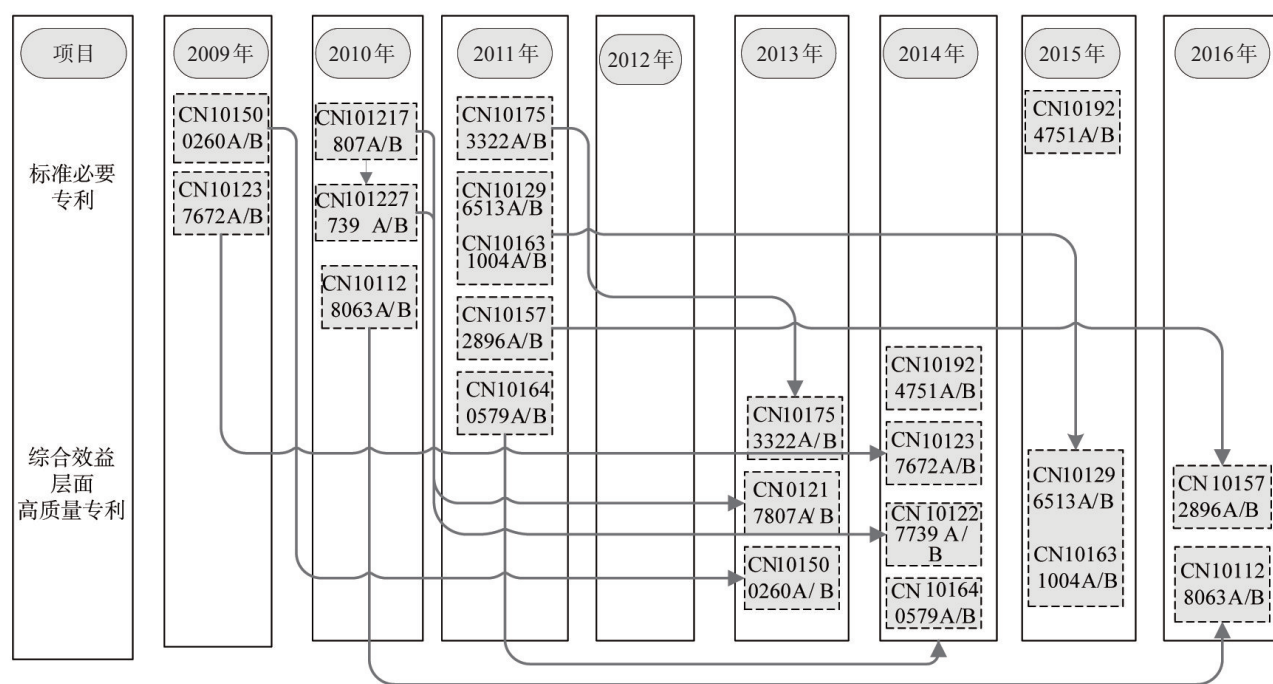 项目
标准必要
专利
综合效益
层面
高质量专利
2009年
CN10150
0260A/B
CN10123
7672A/B
2010年
CN101217
807A/B
CN101227
739 A/B
CN10112
8063A/B
2011年
CN10175
3322A/B
CN10129
6513A/B
CN10163
1004A/B
CN10157
2896A/B
CN10164
0579A/B
2012年
2013年
CN10175
3322A/B
CN0121
7807A/B
CN10150
0260A/B
2014年
CN10192
4751A/B
CN10123
7672A/B
CN10122
7739 A/
B
CN10164
0579A/B
2015年
CN10192
4751A/B
CN10129
6513A/B
CN10163
1004A/B
2016年
CN10157
2896A/B
CN10112
8063A/B